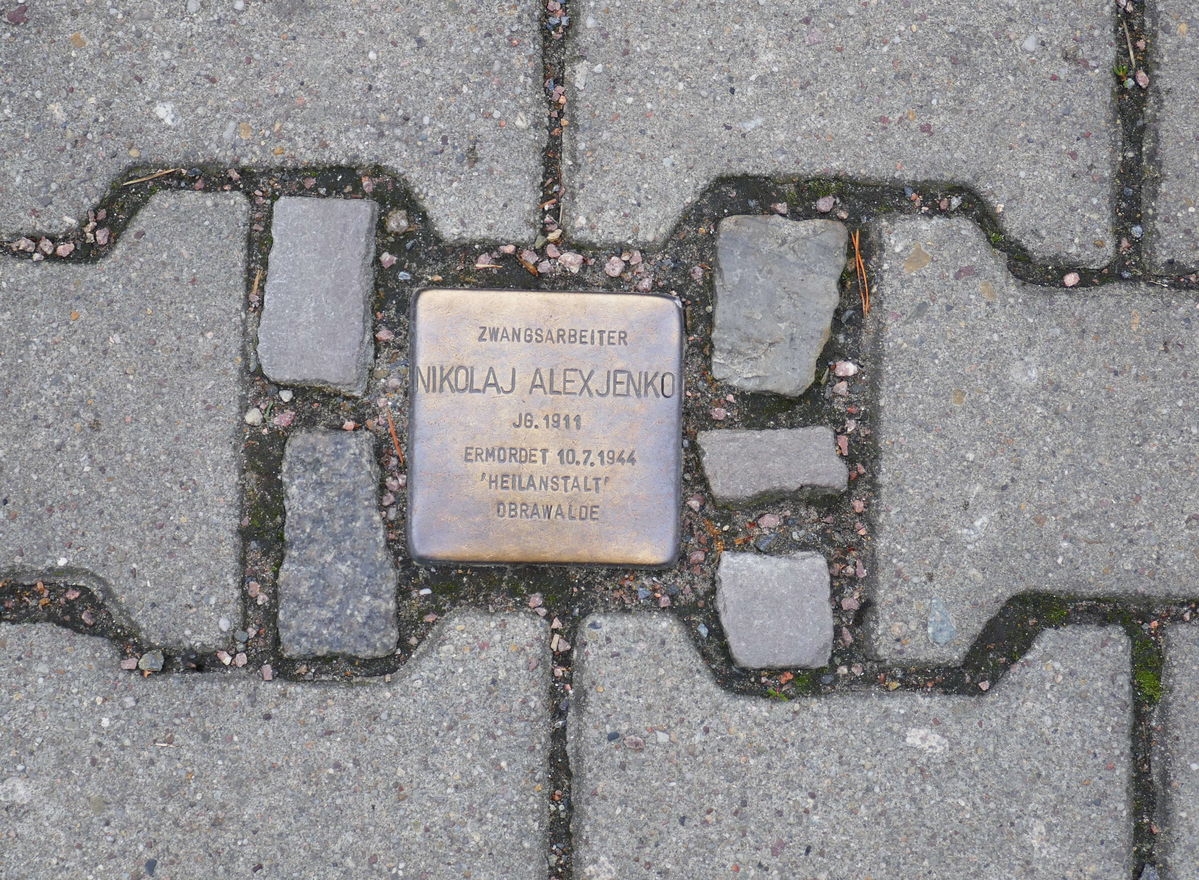 ZWANGSARBEITER
NIKOLAJ ALEXJENKO
JG. 1911
ERMORDET 10.7.1944
'HEILANSTALT'
OBRAWALDE